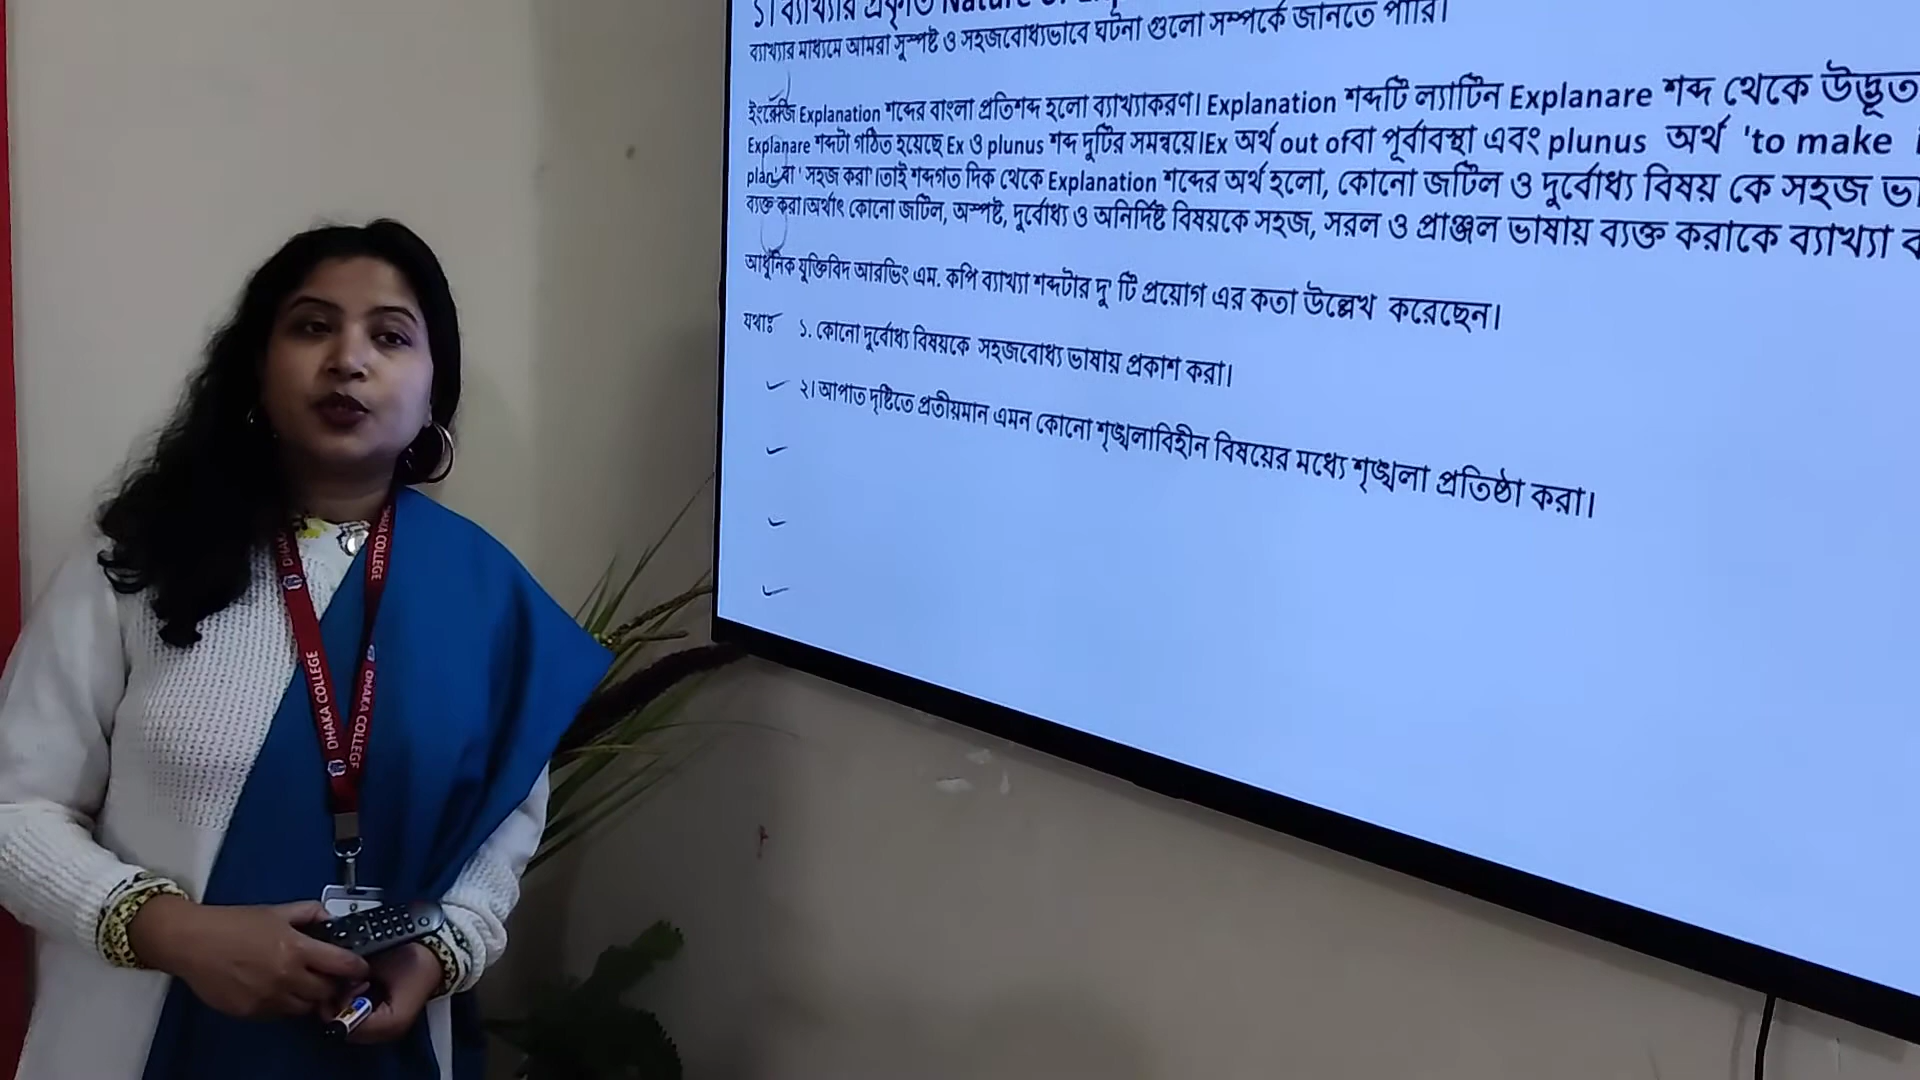 ১। ব্যাখ্যার প্রকৃতি Nature of
ব্যাখ্যার মাধ্যমে আমরা সুস্পষ্ট ও সহজবোধ্যভাবে ঘটনা গুলো সম্পর্কে জানতে পারি।
ইংরেজি Explanation শব্দের বাংলা প্রতিশব্দ হলো ব্যাখ্যাকরণ। Explanation শব্দটি ল্যাটিন Explanare শব্দ থেকে উদ্ভূত
Explanare শব্দটা গঠিত হয়েছে Ex ও plunus শব্দ দুটির সমন্বয়ে।Ex অর্থ out ofবা পূর্বাবস্থা এবং plunus অর্থ 'to make
plan' বা ' সহজ করা'।তাই শব্দগত দিক থেকে Explanation শব্দের অর্থ হলো, কোনো জটিল ও দুর্বোধ্য বিষয় কে সহজ
ব্যক্ত করা।অর্থাৎ কোনো জটিল, অস্পষ্ট, দুর্বোধ্য ও অনির্দিষ্ট বিষয়কে সহজ, সরল ও প্রাঞ্জল ভাষায় ব্যক্ত করাকে ব্যাখ্যা
আধুনিক যুক্তিবিদ আরভিং এম. কপি ব্যাখ্যা শব্দটার দু' টি প্রয়োগ এর কতা উল্লেখ করেছেন।
যথাঃ ১. কোনো দুর্বোধ্য বিষয়কে সহজবোধ্য ভাষায় প্রকাশ করা।
২। আপাত দৃষ্টিতে প্রতীয়মান এমন কোনো শৃঙ্খলাবিহীন বিষয়ের মধ্যে শৃঙ্খলা প্রতিষ্ঠা করা।
DHAKA COLLEGE
DHAKA COLLEGE
DHAKA COLLEGE